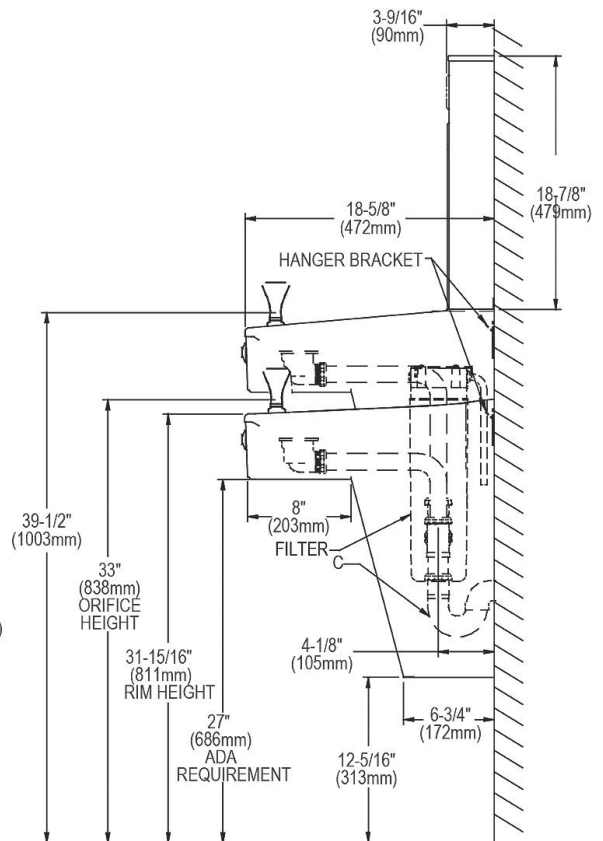 3-9/16"
(90mm)
18-7/8"
(479mm)
18-5/8"
(472mm)
HANGER BRACKET
39-1/2"
(1003mm)
8"
(203mm)
FILTER
C
33"
(838mm)
ORIFICE
HEIGHT
)
31-15/16"
(811mm)
RIM HEIGHT
4-1/8"
(105mm)
27"
(686mm)
ADA
REQUIREMENT
6-3/4"
(172mm)
12-5/16"
(313mm)